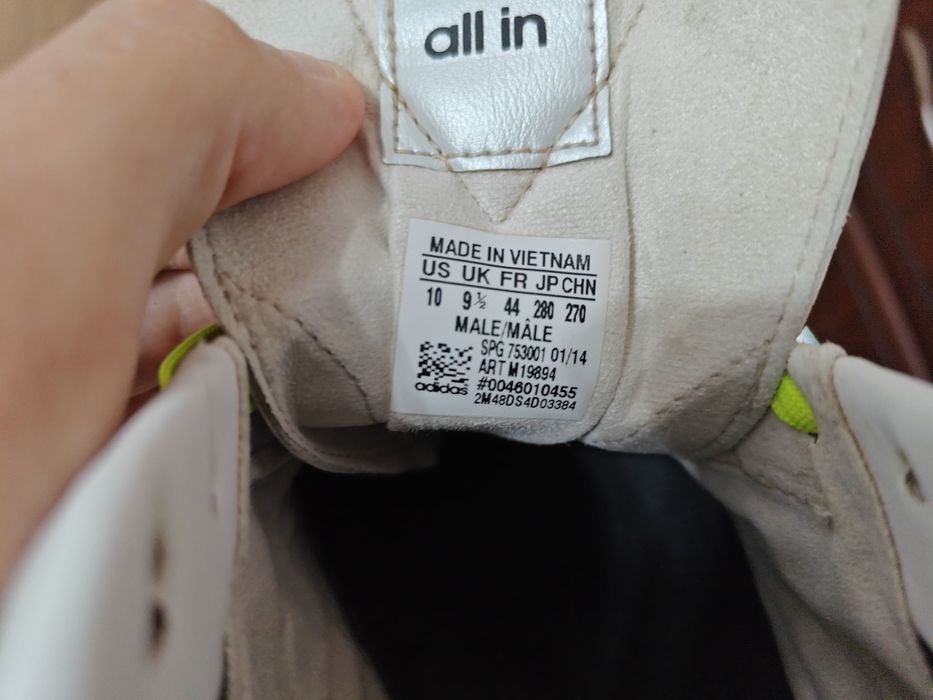 all in
MADE IN VIETNAM
US UK FR JP CHN
10 9½ 44 280 270
MALE/MÂLE
SPG 753001 01/14
ART M19894
adidas #0046010455
2M48DS4D03384